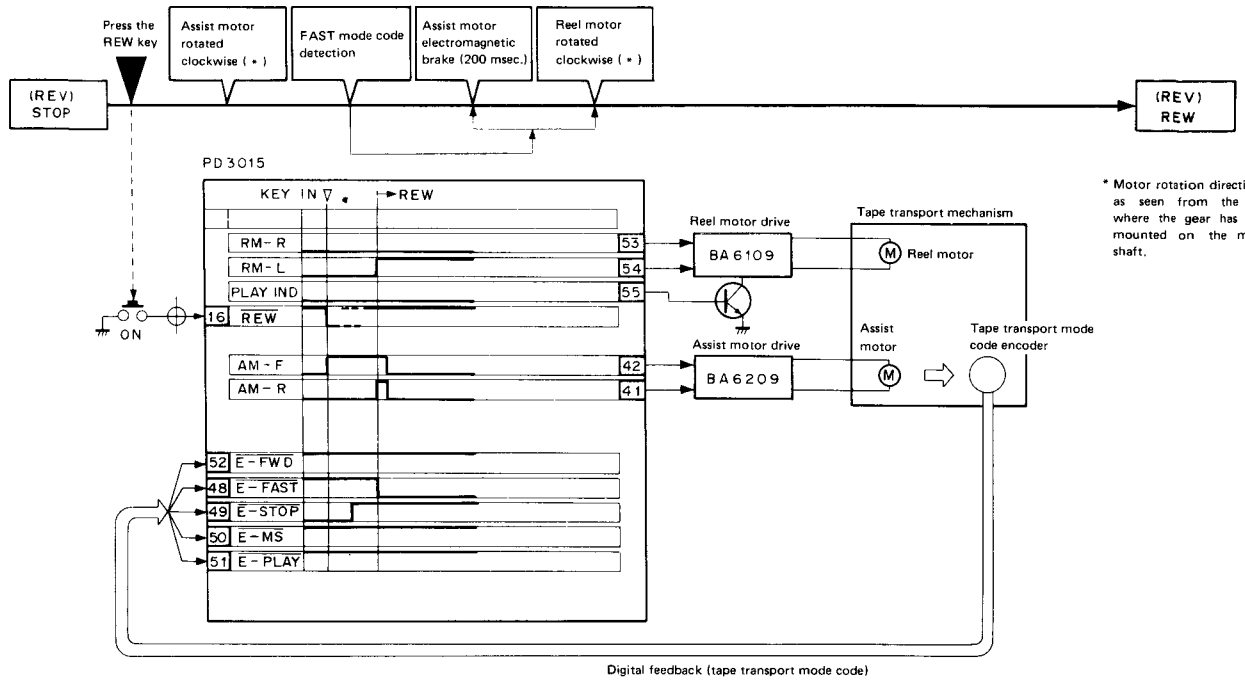 Press the
REW key
Assist motor
rotated
clockwise ( * )
FAST mode code
detection
Assist motor
electromagnetic
brake (200 msec.)
Reel motor
rotated
clockwise ( * )
(REV)
STOP
(REV)
REW
PD3015
KEY IN
REW
* Motor rotation directi
as seen from the
where the gear has
mounted on the m
shaft.
RM-R
53
RM-L
54
PLAY IND
55
16
REW
ON
AM-F
42
AM-R
41
52
E-FWD
48
E-FAST
49
E-STOP
50
E-MS
51
E-PLAY
Reel motor drive
BA6109
Assist motor drive
BA6209
Tape transport mechanism
M
Reel motor
Assist
motor
M
Tape transport mode
code encoder
Digital feedback (tape transport mode code)